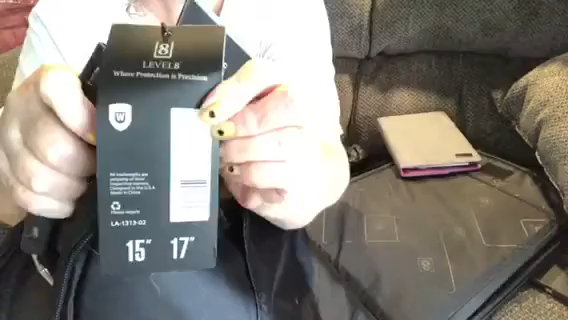 8
LEVEL8
Where Protection is Precision
W
All trademarks are
property of their
respective owners.
Designed in the U.S.A
Made in China
Please recycle
LA-1313-02
15" 17"